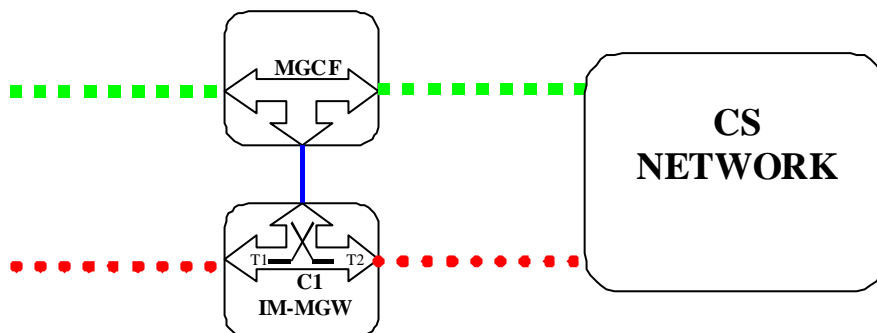 MGCF
CS
NETWORK
T1 T2
C1
IM-MGW